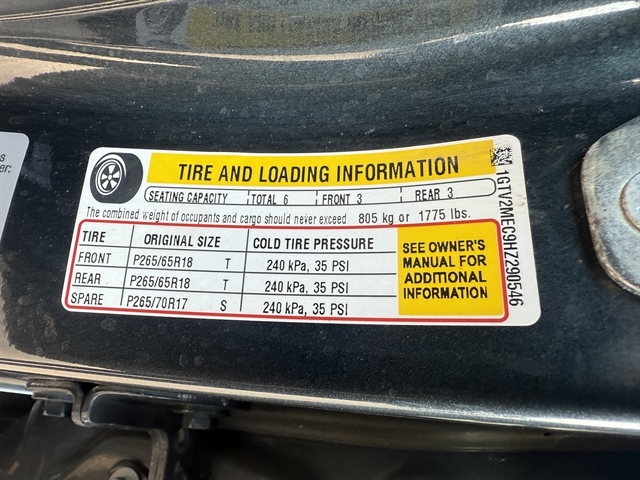 TIRE AND LOADING INFORMATION
SEATING CAPACITY TOTAL 6 FRONT 3 REAR 3
The combined weight of occupants and cargo should never exceed 805 kg or 1775 lbs.
TIRE ORIGINAL SIZE COLD TIRE PRESSURE
FRONT P265/65R18 T 240 kPa, 35 PSI
REAR P265/65R18 T 240 kPa, 35 PSI
SPARE P265/70R17 S 240 kPa, 35 PSI
SEE OWNER'S
MANUAL FOR
ADDITIONAL
INFORMATION
1GTV2MEC9HZ290546
er: